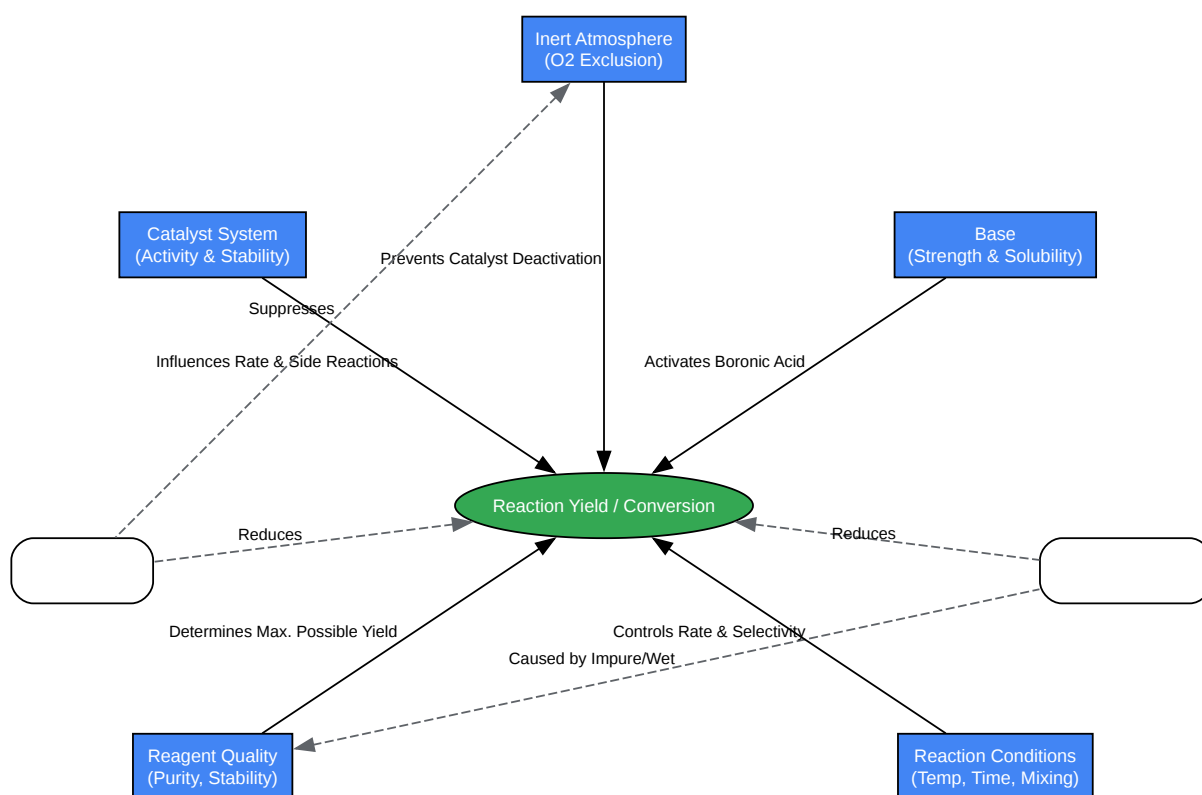 Inert Atmosphere
(O2 Exclusion)
Catalyst System
(Activity & Stability)
Base
(Strength & Solubility)
Prevents Catalyst Deactivation
Suppresses
Influences Rate & Side Reactions
Activates Boronic Acid
Reaction Yield / Conversion
Reduces
Reduces
Determines Max. Possible Yield
Controls Rate & Selectivity
Caused by Impure/Wet
Reagent Quality
(Purity, Stability)
Reaction Conditions
(Temp, Time, Mixing)